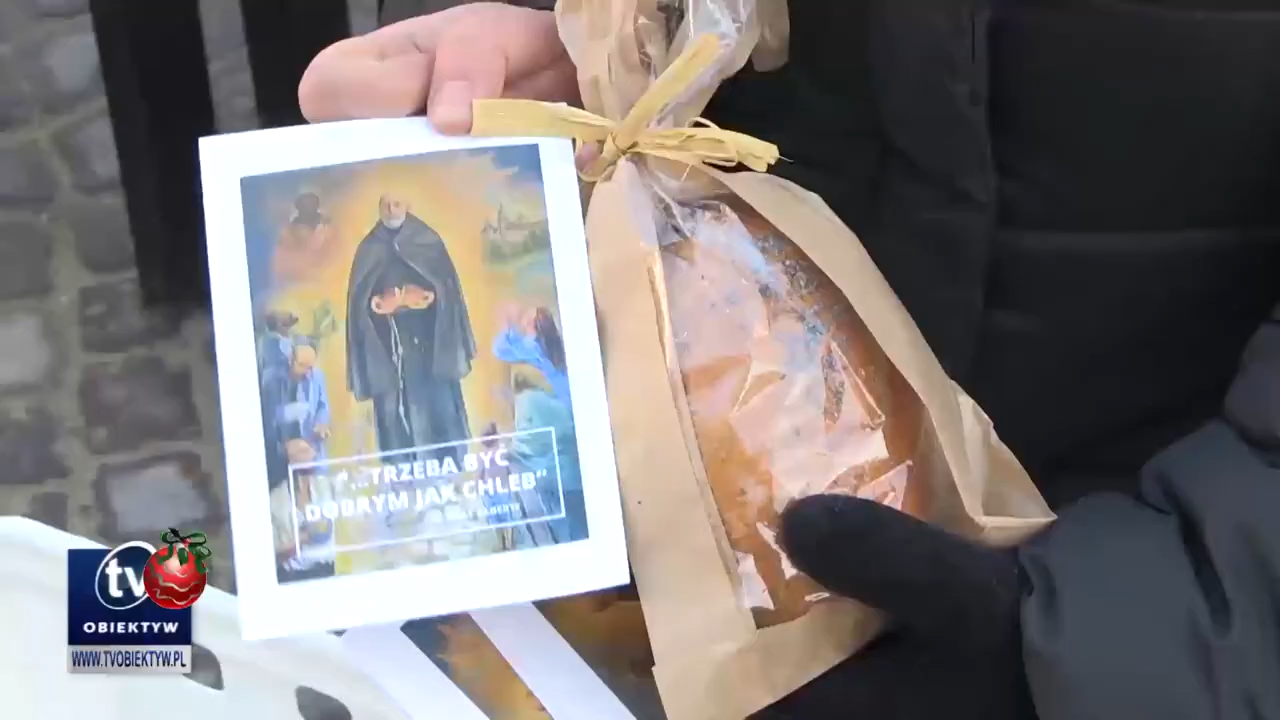 "...TRZEBA BYĆ
DOBRYM JAK CHLEB"
tv
OBIEKTYW
WWW.TVOBIEKTYW.PL